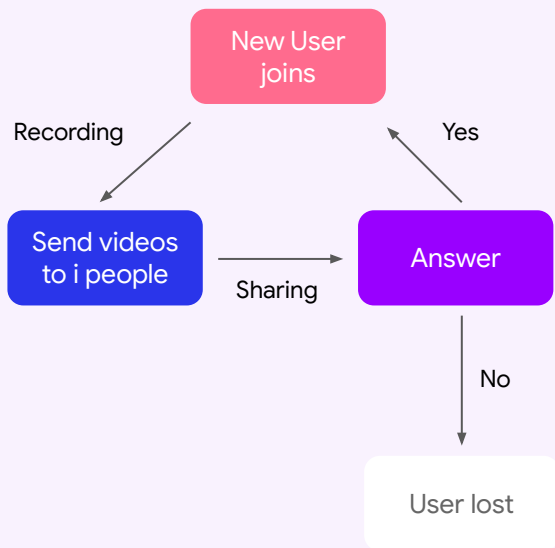 New User
joins
Recording
Yes
Send videos
to i people
Answer
Sharing
No
User lost